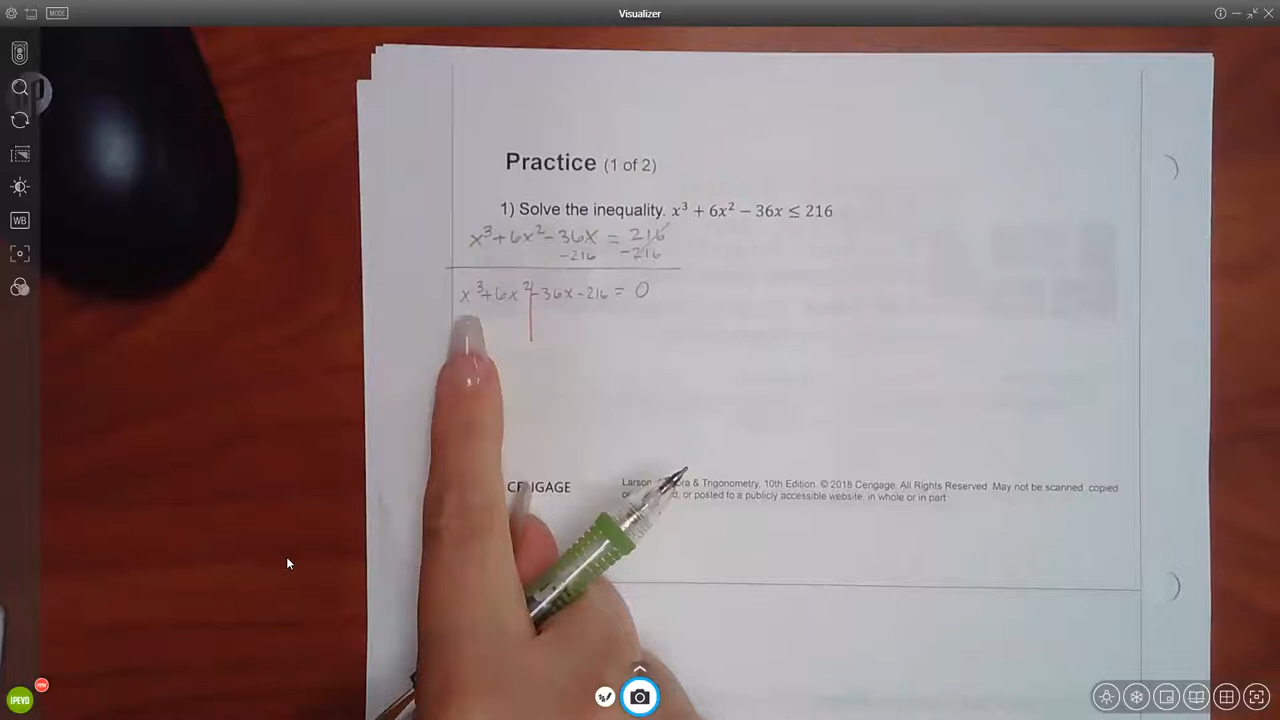 MODE
Visualizer
WB
Practice (1 of 2)
1) Solve the inequality. x³ + 6x² − 36x ≤ 216
x³+6x²-36x = 216
-216 -216
x³+6x²-36x-216 = 0
Larson, & Trigonometry, 10th Edition. © 2018 Cengage. All Rights Reserved. May not be scanned, copied
or posted to a publicly accessible website, in whole or in part.
IPEVO